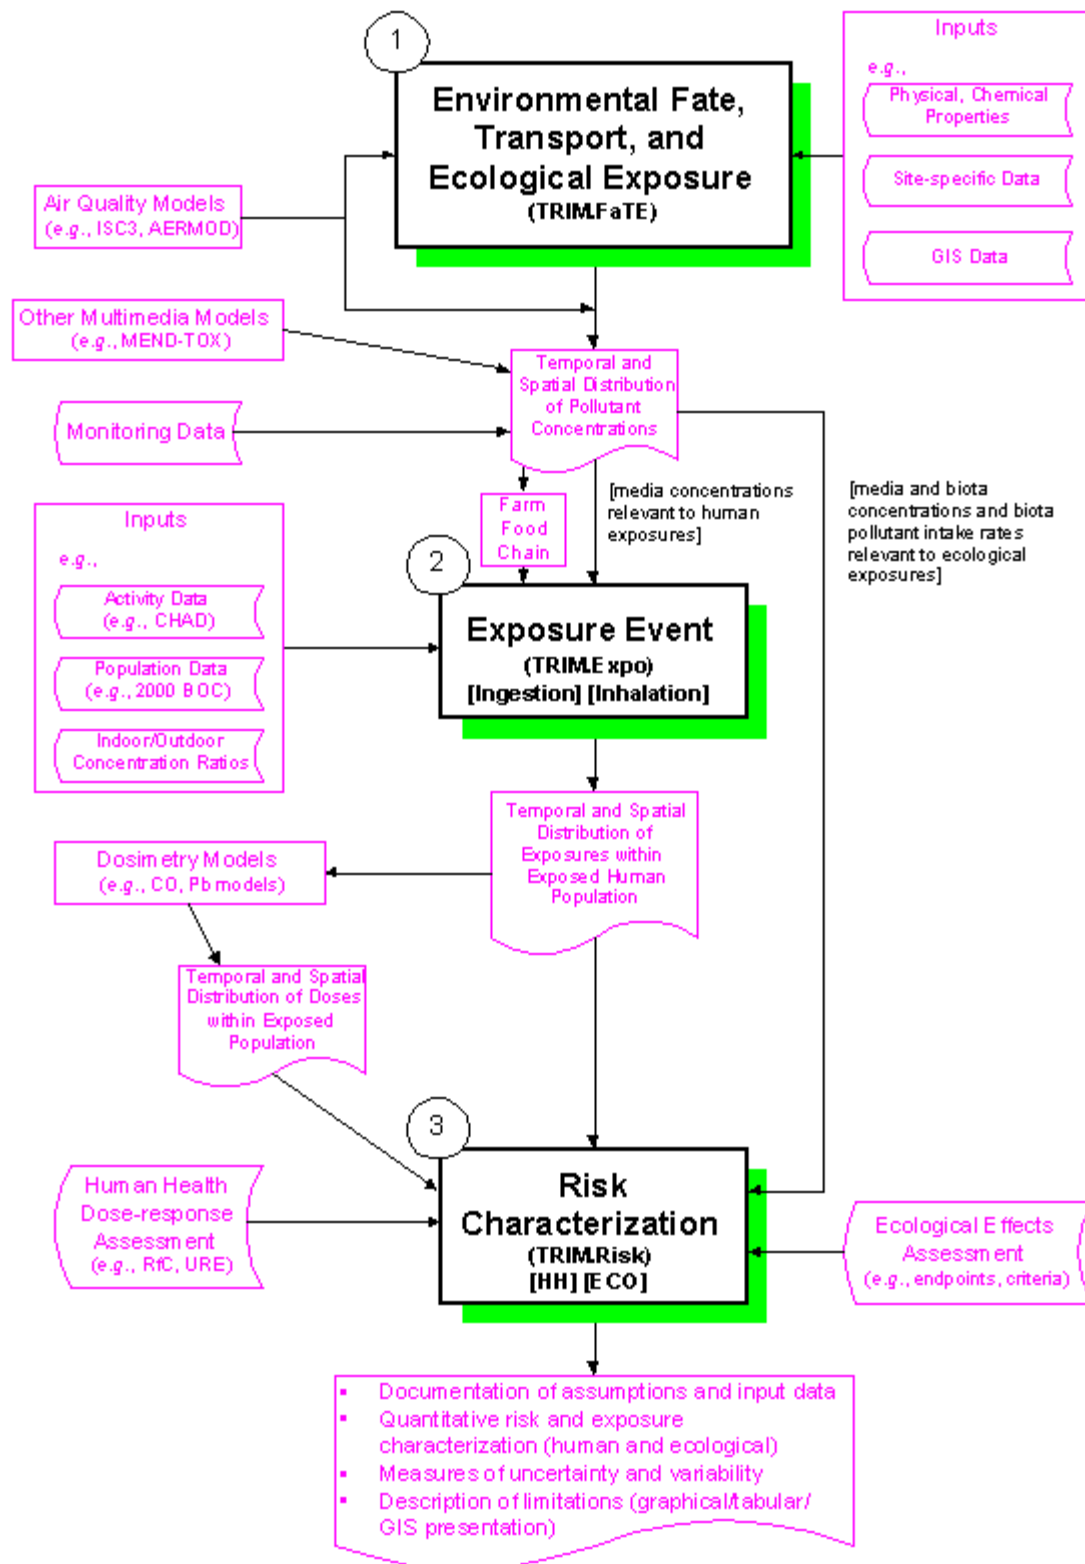 1
Environmental Fate,
Transport, and
Ecological Exposure
(TRIM.FaTE)
Inputs
e.g.,
Physical, Chemical
Properties
Site-specific Data
GIS Data
Air Quality Models
(e.g., ISC3, AERMOD)
Other Multimedia Models
(e.g., MEND-TOX)
Monitoring Data
Temporal and
Spatial Distribution
of Pollutant
Concentrations
Farm
Food
Chain
[media concentrations
relevant to human
exposures]
[media and biota
concentrations and biota
pollutant intake rates
relevant to ecological
exposures]
Inputs
e.g.,
Activity Data
(e.g., CHAD)
Population Data
(e.g., 2000 BOC)
Indoor/Outdoor
Concentration Ratios
2
Exposure Event
(TRIM.Expo)
[Ingestion] [Inhalation]
Temporal and Spatial
Distribution of
Exposures within
Exposed Human
Population
Dosimetry Models
(e.g., CO, Pb models)
Temporal and Spatial
Distribution of Doses
within Exposed
Population
3
Risk
Characterization
(TRIM.Risk)
[HH] [ECO]
Human Health
Dose-response
Assessment
(e.g., RfC, URE)
Ecological Effects
Assessment
(e.g., endpoints, criteria)
▪ Documentation of assumptions and input data
▪ Quantitative risk and exposure
characterization (human and ecological)
▪ Measures of uncertainty and variability
▪ Description of limitations (graphical/tabular/
GIS presentation)